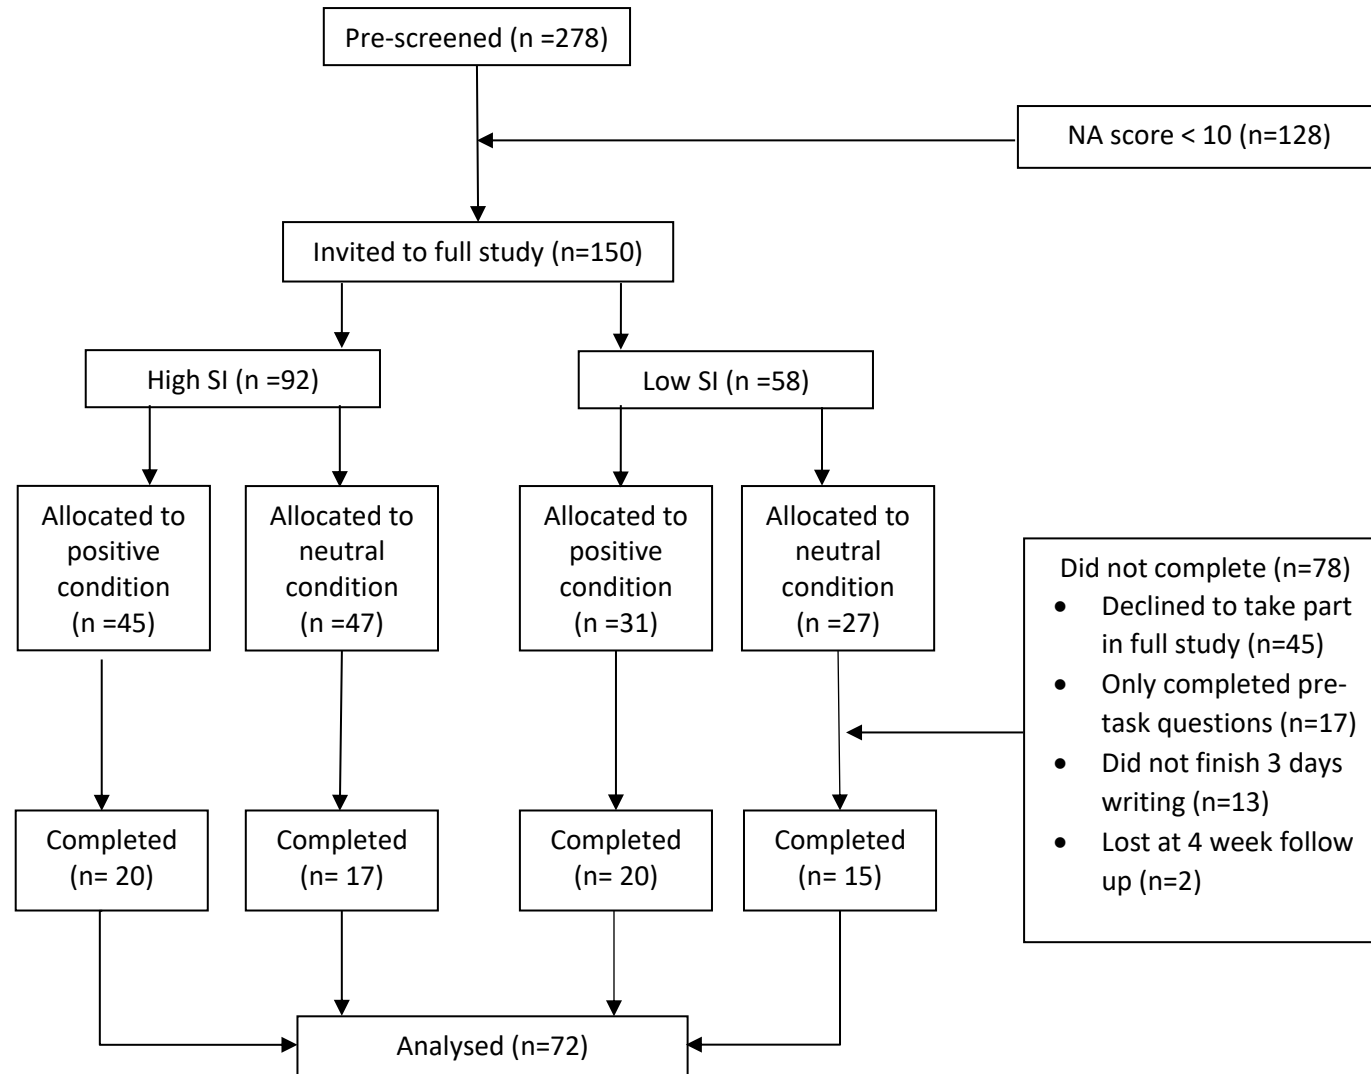 Pre-screened (n =278)
NA score < 10 (n=128)
Invited to full study (n=150)
High SI (n =92)
Low SI (n =58)
Allocated to
positive
condition
(n =45)
Allocated to
neutral
condition
(n =47)
Allocated to
positive
condition
(n =31)
Allocated to
neutral
condition
(n =27)
Did not complete (n=78)
• Declined to take part
in full study (n=45)
• Only completed pre-
task questions (n=17)
• Did not finish 3 days
writing (n=13)
• Lost at 4 week follow
up (n=2)
Completed
(n= 20)
Completed
(n= 17)
Completed
(n= 20)
Completed
(n= 15)
Analysed (n=72)